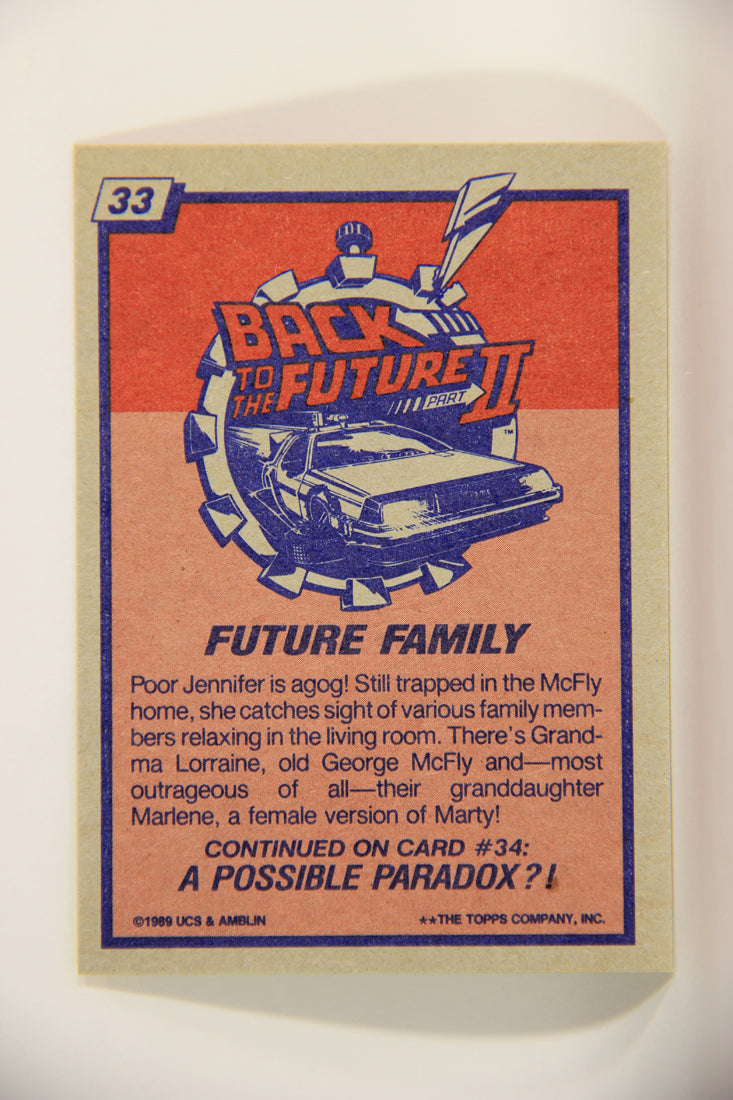 33
BACK
TO
THE FUTURE
PART II
™
FUTURE FAMILY
Poor Jennifer is agog! Still trapped in the McFly
home, she catches sight of various family mem-
bers relaxing in the living room. There's Grand-
ma Lorraine, old George McFly and—most
outrageous of all—their granddaughter
Marlene, a female version of Marty!
CONTINUED ON CARD #34:
A POSSIBLE PARADOX?!
©1989 UCS & AMBLIN
**THE TOPPS COMPANY, INC.